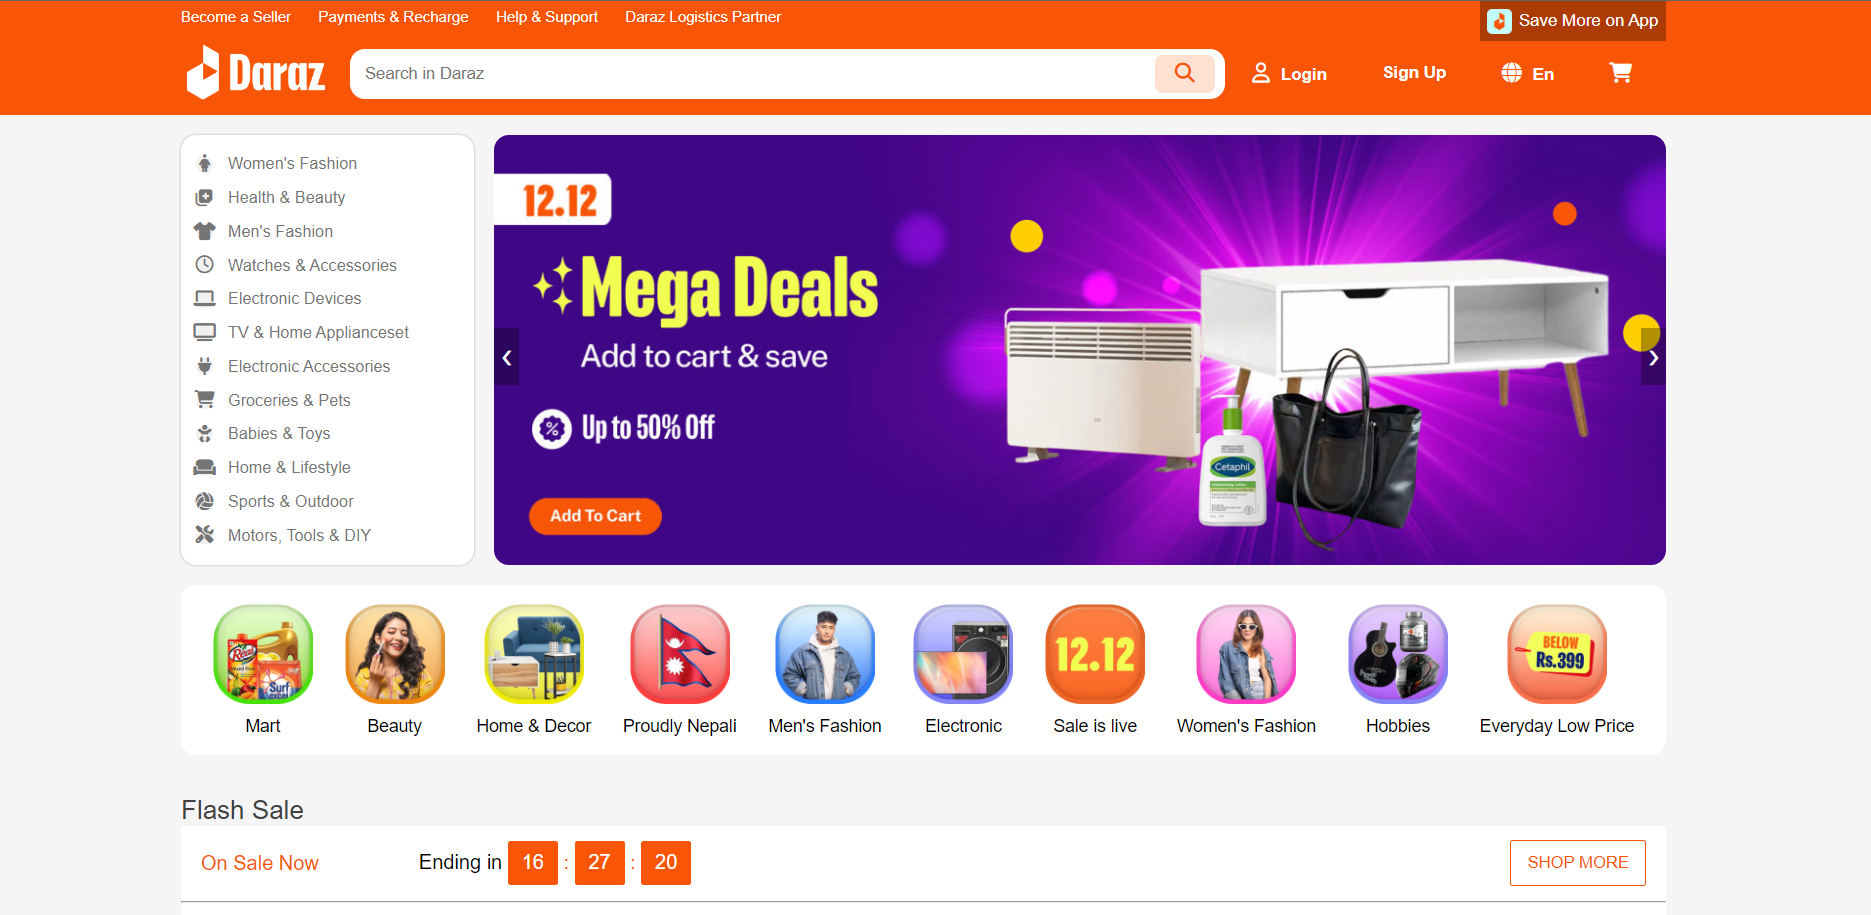 Become a Seller
Payments & Recharge
Help & Support
Daraz Logistics Partner
Save More on App
Daraz
Search in Daraz
Login
Sign Up
En
Women's Fashion
Health & Beauty
Men's Fashion
Watches & Accessories
Electronic Devices
TV & Home Applianceset
Electronic Accessories
Groceries & Pets
Babies & Toys
Home & Lifestyle
Sports & Outdoor
Motors, Tools & DIY
12.12
Mega Deals
Add to cart & save
% Up to 50% Off
Add To Cart
Cetaphil
Real
Surf
excel
12.12
BELOW
Rs.399
Mart
Beauty
Home & Decor
Proudly Nepali
Men's Fashion
Electronic
Sale is live
Women's Fashion
Hobbies
Everyday Low Price
Flash Sale
On Sale Now
Ending in 16 : 27 : 20
SHOP MORE